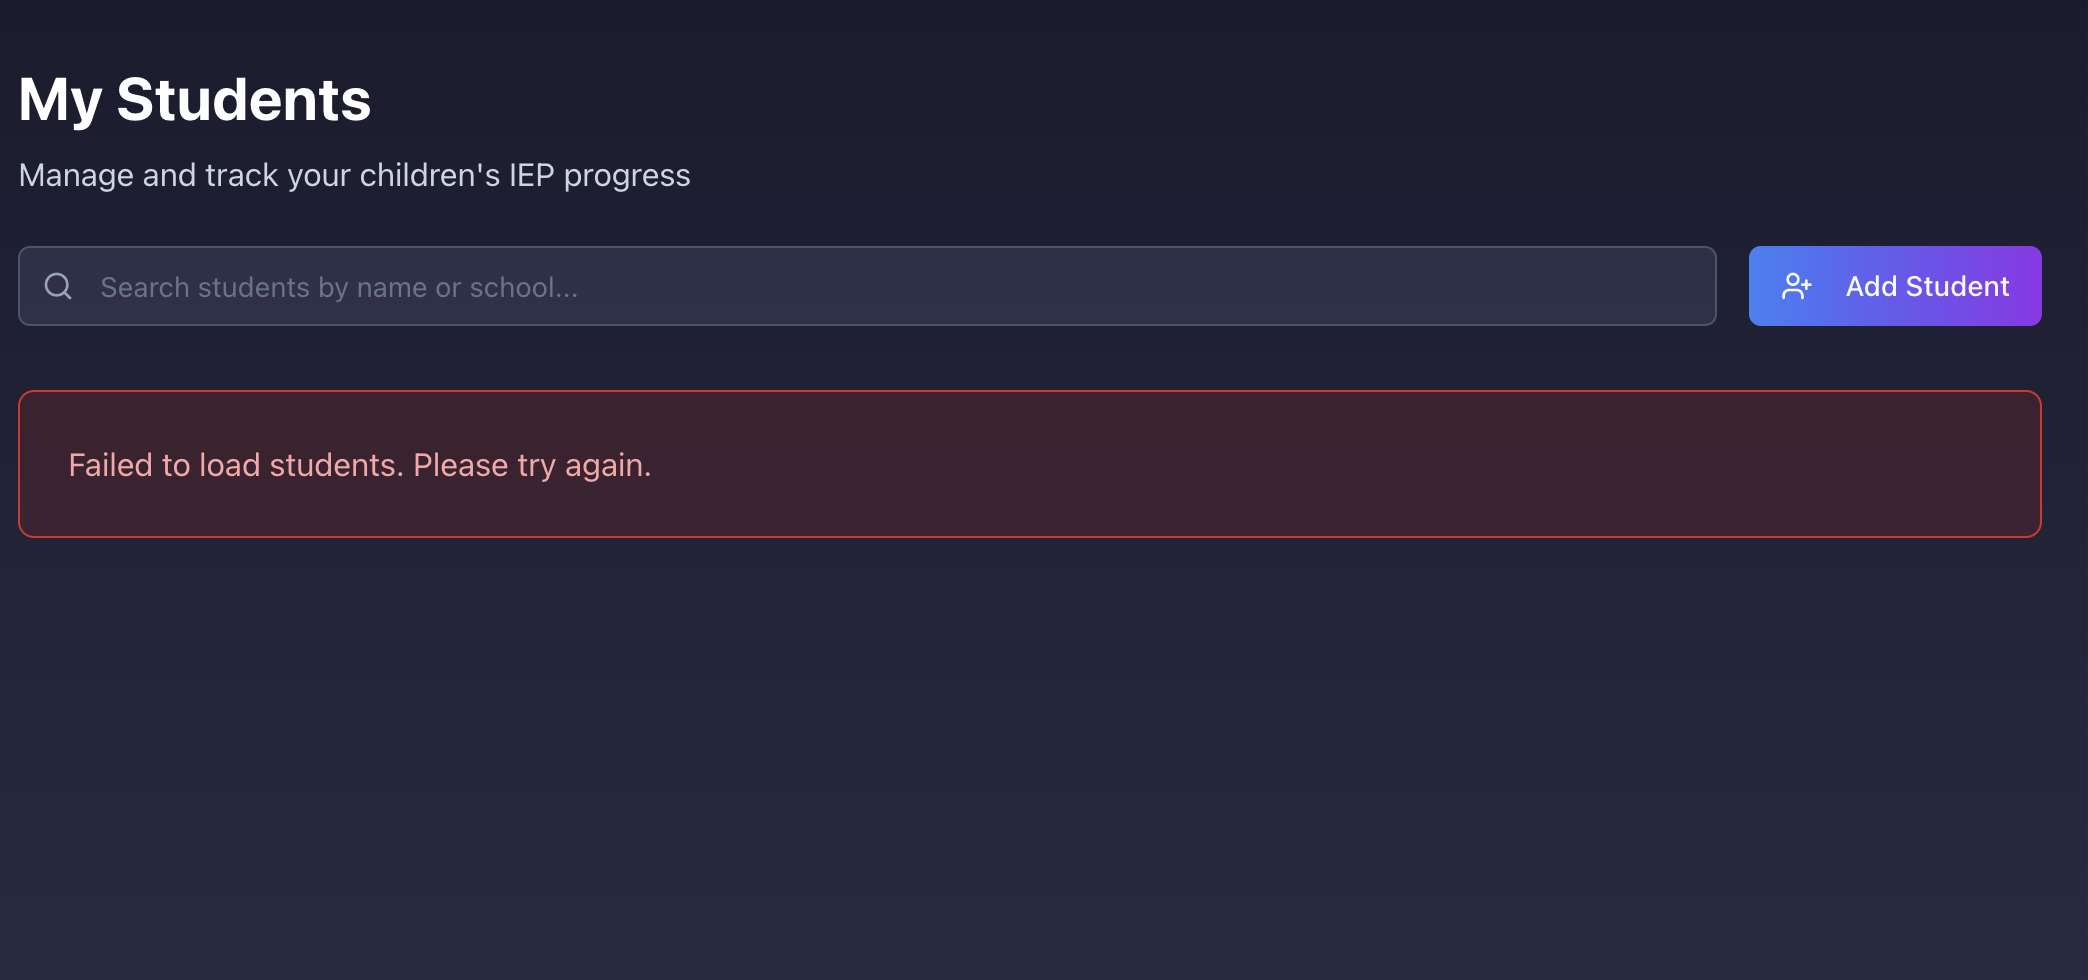 My Students
Manage and track your children's IEP progress
Search students by name or school...
Add Student
Failed to load students. Please try again.